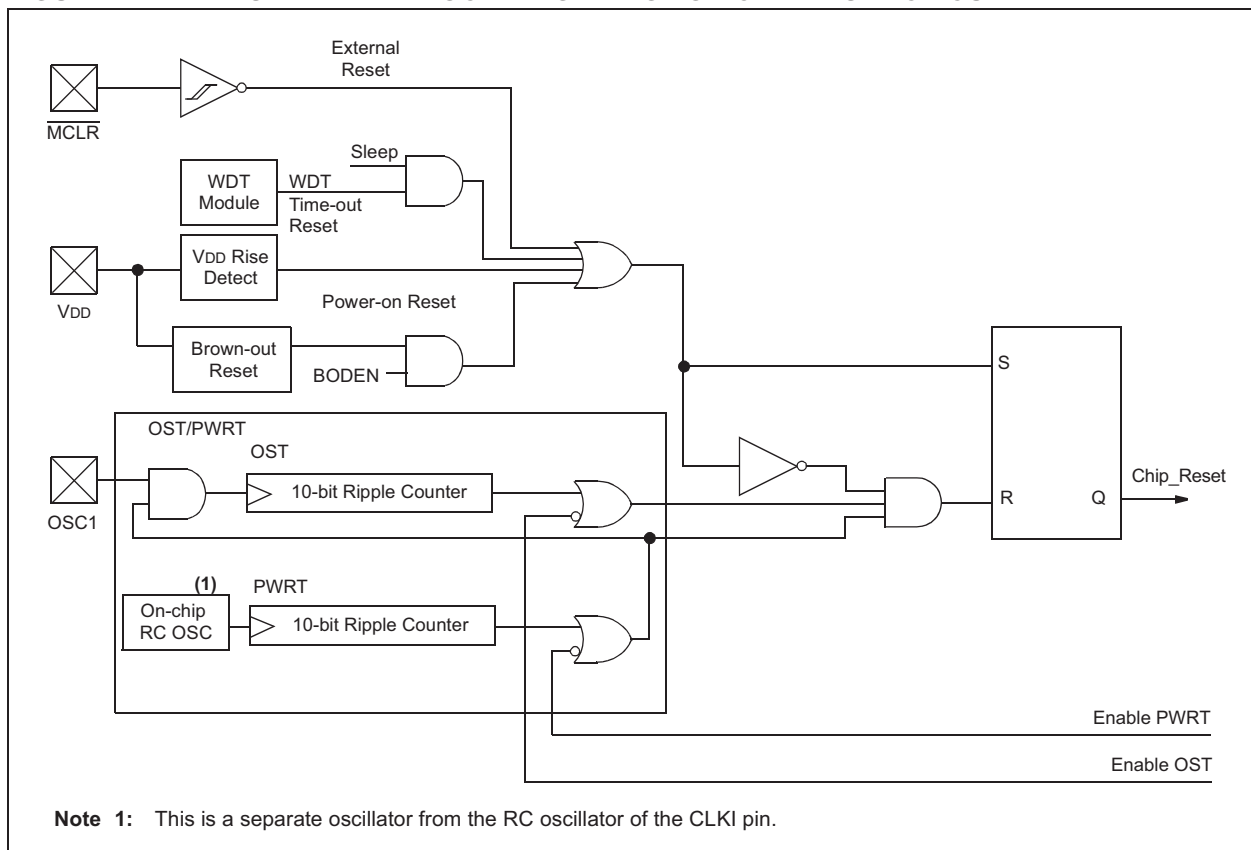 External
Reset
MCLR
Sleep
WDT
Module
WDT
Time-out
Reset
VDD Rise
Detect
VDD
Power-on Reset
Brown-out
Reset
BODEN
S
OST/PWRT
OST
10-bit Ripple Counter
OSC1
Chip_Reset
R
Q
(1)
PWRT
On-chip
RC OSC
10-bit Ripple Counter
Enable PWRT
Enable OST
Note 1: This is a separate oscillator from the RC oscillator of the CLKI pin.